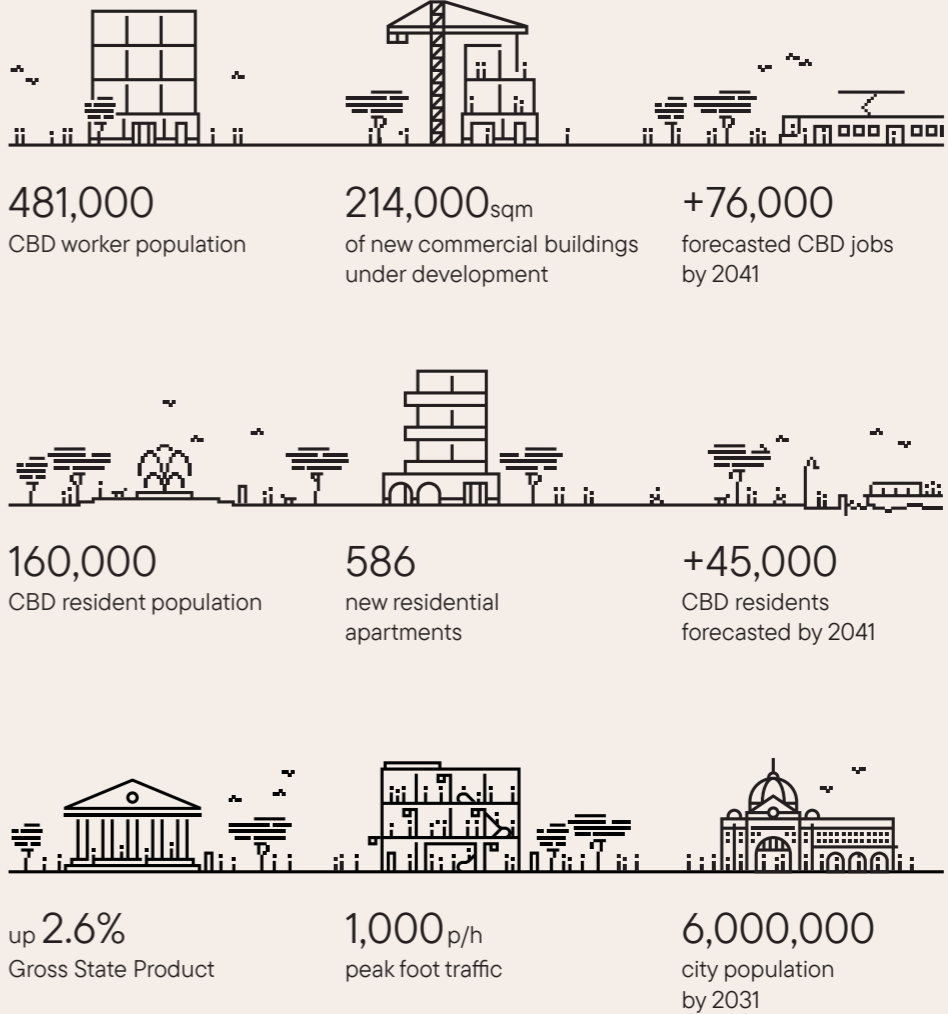 481,000
CBD worker population
214,000sqm
of new commercial buildings
under development
+76,000
forecasted CBD jobs
by 2041
160,000
CBD resident population
586
new residential
apartments
+45,000
CBD residents
forecasted by 2041
up 2.6%
Gross State Product
1,000 p/h
peak foot traffic
6,000,000
city population
by 2031